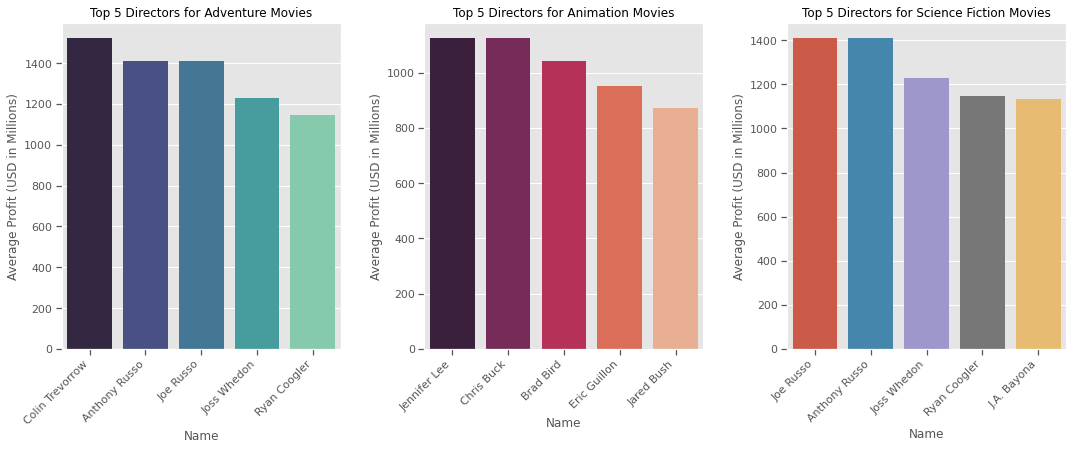 Top 5 Directors for Adventure Movies
Average Profit (USD in Millions)
1400
1200
1000
800
600
400
200
0
Colin Trevorrow
Anthony Russo
Joe Russo
Joss Whedon
Ryan Coogler
Name
Top 5 Directors for Animation Movies
Average Profit (USD in Millions)
1000
800
600
400
200
0
Jennifer Lee
Chris Buck
Brad Bird
Eric Guillon
Jared Bush
Name
Top 5 Directors for Science Fiction Movies
Average Profit (USD in Millions)
1400
1200
1000
800
600
400
200
0
Joe Russo
Anthony Russo
Joss Whedon
Ryan Coogler
J.A. Bayona
Name